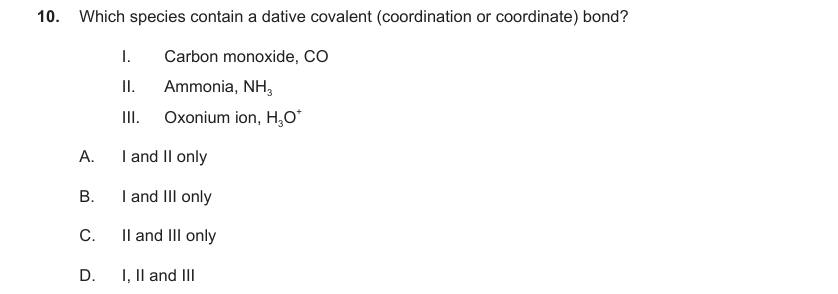 10. Which species contain a dative covalent (coordination or coordinate) bond?
I. Carbon monoxide, CO
II. Ammonia, NH₃
III. Oxonium ion, H₃O⁺
A. I and II only
B. I and III only
C. II and III only
D. I, II and III